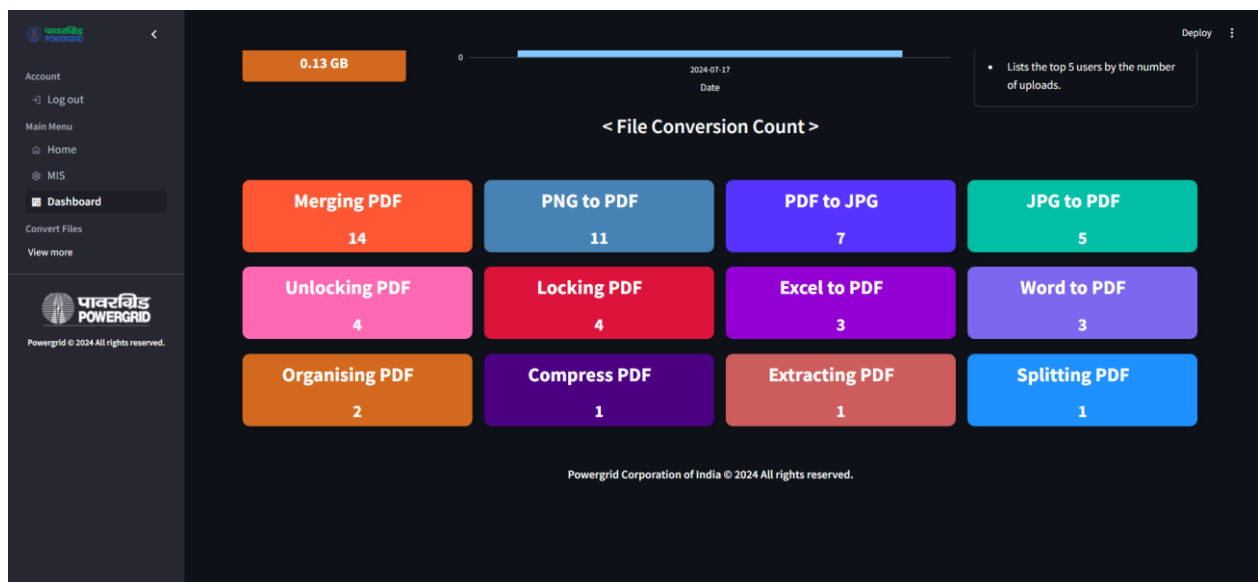 पावरग्रिड
POWERGRID
Account
Log out
Main Menu
Home
MIS
Dashboard
Convert Files
View more
पावरग्रिड
POWERGRID
Powergrid © 2024 All rights reserved.
Deploy
0.13 GB
0
2024-07-17
Date
Lists the top 5 users by the number
of uploads.
< File Conversion Count >
Merging PDF
14
PNG to PDF
11
PDF to JPG
7
JPG to PDF
5
Unlocking PDF
4
Locking PDF
4
Excel to PDF
3
Word to PDF
3
Organising PDF
2
Compress PDF
1
Extracting PDF
1
Splitting PDF
1
Powergrid Corporation of India © 2024 All rights reserved.